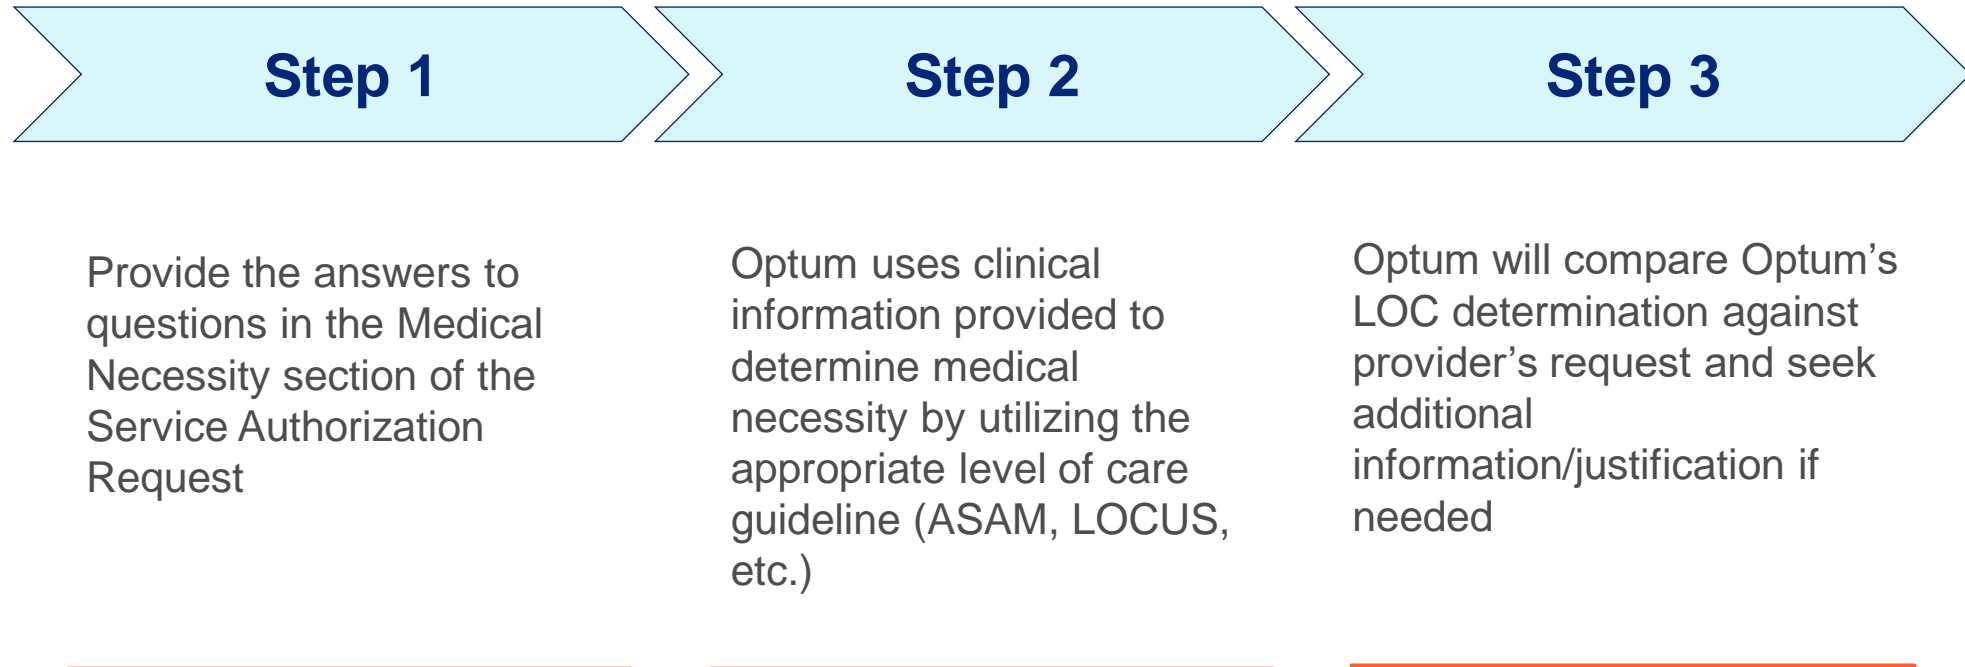 Step 1
Provide the answers to
questions in the Medical
Necessity section of the
Service Authorization
Request
Step 2
Optum uses clinical
information provided to
determine medical
necessity by utilizing the
appropriate level of care
guideline (ASAM, LOCUS,
etc.)
Step 3
Optum will compare Optum’s
LOC determination against
provider’s request and seek
additional
information/justification if
needed